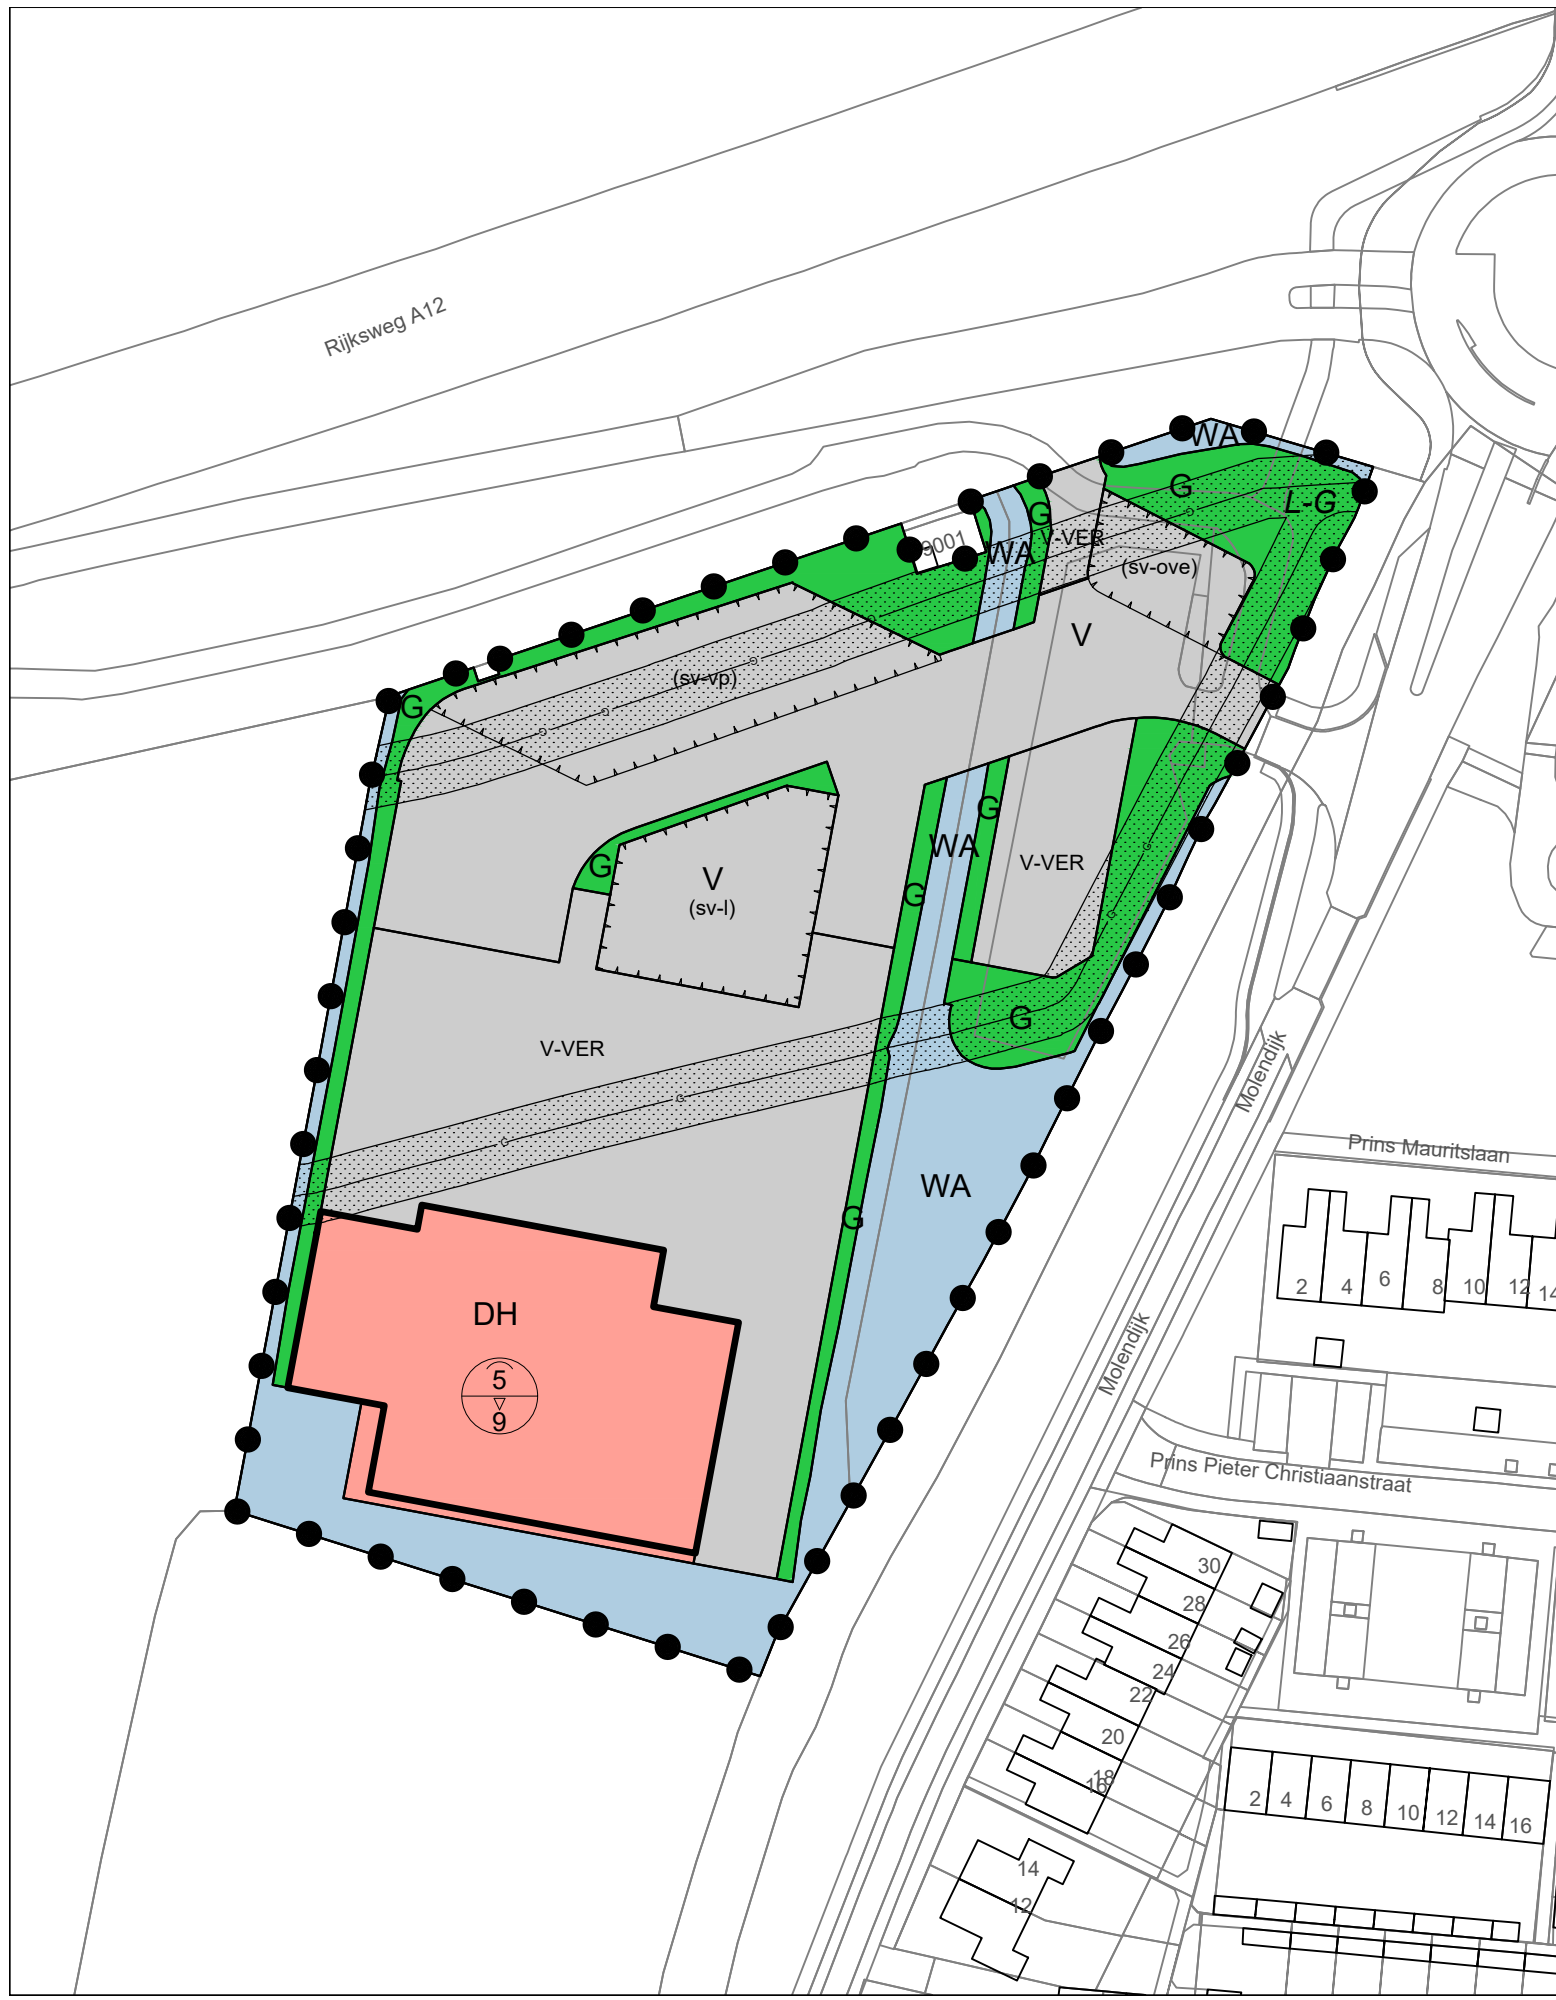 Rijksweg A12
WA
G
L-G
G
9001
WA
V-VER
(sv-ove)
V
(sv-vp)
G
G
WA
V-VER
G
V
(sv-l)
G
G
V-VER
Molendijk
Prins Mauritslaan
WA
G
2
4
6
8
10
12
14
DH
5
9
Molendijk
Prins Pieter Christiaanstraat
30
28
26
24
22
20
18
16
2
4
6
8
10
12
14
16
14
12